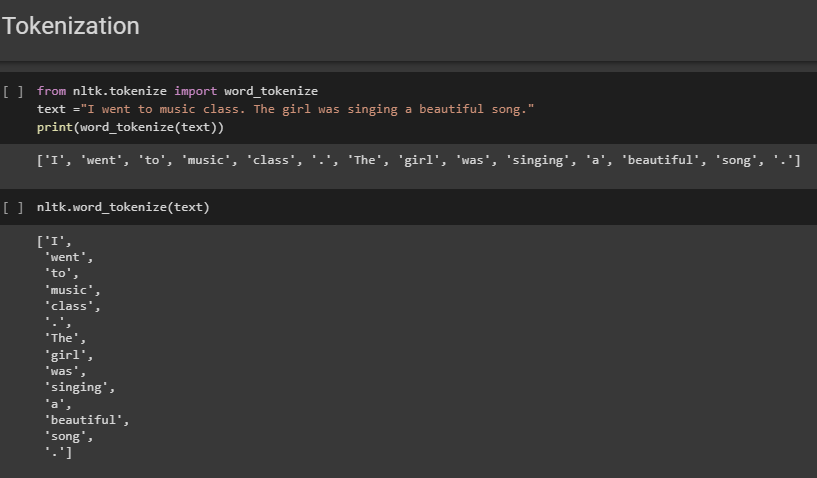 Tokenization
[ ] from nltk.tokenize import word_tokenize
text ="I went to music class. The girl was singing a beautiful song."
print(word_tokenize(text))
['I', 'went', 'to', 'music', 'class', '.', 'The', 'girl', 'was', 'singing', 'a', 'beautiful', 'song', '.']
[ ] nltk.word_tokenize(text)
['I',
'went',
'to',
'music',
'class',
'.',
'The',
'girl',
'was',
'singing',
'a',
'beautiful',
'song',
'.']